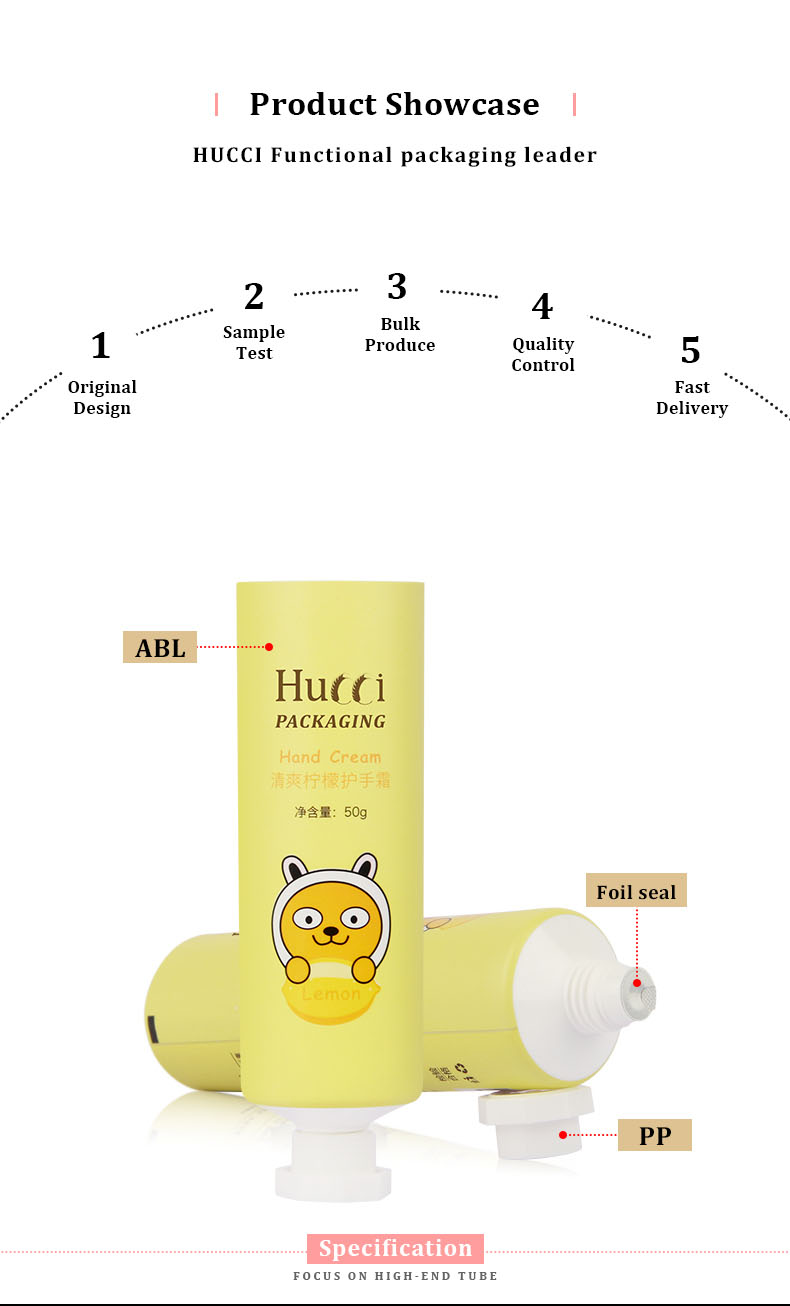 Product Showcase
HUCCI Functional packaging leader
1
Original
Design
2
Sample
Test
3
Bulk
Produce
4
Quality
Control
5
Fast
Delivery
ABL
Hucci
PACKAGING
Hand Cream
清爽柠檬护手霜
净含量: 50g
Lemon
Foil seal
PP
Specification
FOCUS ON HIGH-END TUBE